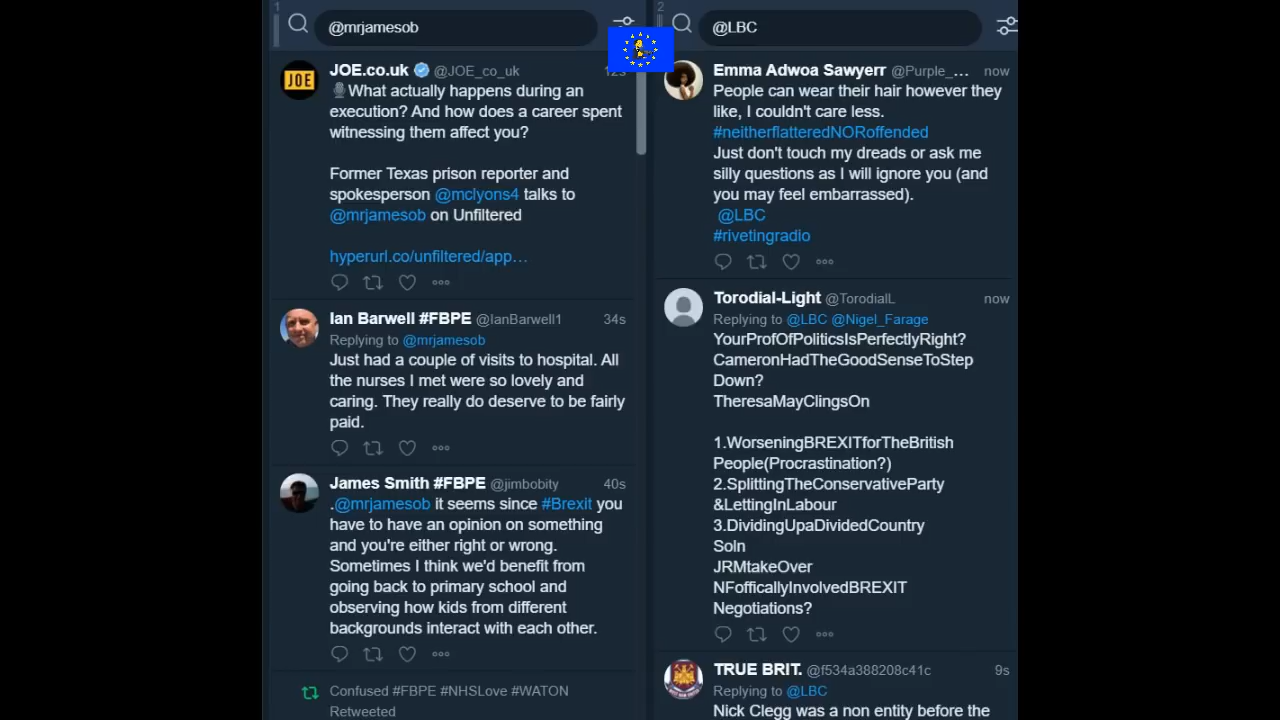 1
@mrjamesob
JOE
JOE.co.uk @JOE_co_uk 12s
What actually happens during an
execution? And how does a career spent
witnessing them affect you?
Former Texas prison reporter and
spokesperson @mclyons4 talks to
@mrjamesob on Unfiltered
hyperurl.co/unfiltered/app…
Ian Barwell #FBPE @IanBarwell1 34s
Replying to @mrjamesob
Just had a couple of visits to hospital. All
the nurses I met were so lovely and
caring. They really do deserve to be fairly
paid.
James Smith #FBPE @jimbobity 40s
.@mrjamesob it seems since #Brexit you
have to have an opinion on something
and you're either right or wrong.
Sometimes I think we'd benefit from
going back to primary school and
observing how kids from different
backgrounds interact with each other.
Confused #FBPE #NHSLove #WATON
Retweeted
2
@LBC
Emma Adwoa Sawyerr @Purple_... now
People can wear their hair however they
like, I couldn't care less.
#neitherflatteredNORoffended
Just don't touch my dreads or ask me
silly questions as I will ignore you (and
you may feel embarrassed).
@LBC
#rivetingradio
Torodial-Light @TorodialL now
Replying to @LBC @Nigel_Farage
YourProfOfPoliticsIsPerfectlyRight?
CameronHadTheGoodSenseToStep
Down?
TheresaMayClingsOn
1.WorseningBREXITforTheBritish
People(Procrastination?)
2.SplittingTheConservativeParty
&LettingInLabour
3.DividingUpaDividedCountry
Soln
JRMtakeOver
NFofficallyInvolvedBREXIT
Negotiations?
TRUE BRIT. @f534a388208c41c 9s
Replying to @LBC
Nick Clegg was a non entity before the